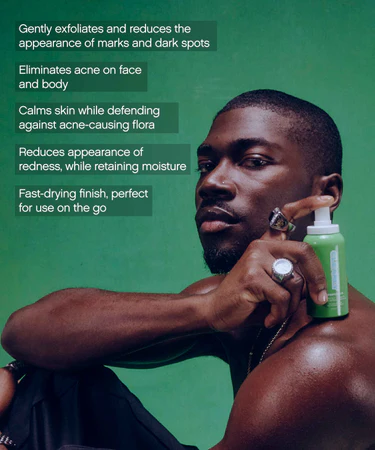 Gently exfoliates and reduces the
appearance of marks and dark spots
Eliminates acne on face
and body
Calms skin while defending
against acne-causing flora
Reduces appearance of
redness, while retaining moisture
Fast-drying finish, perfect
for use on the go